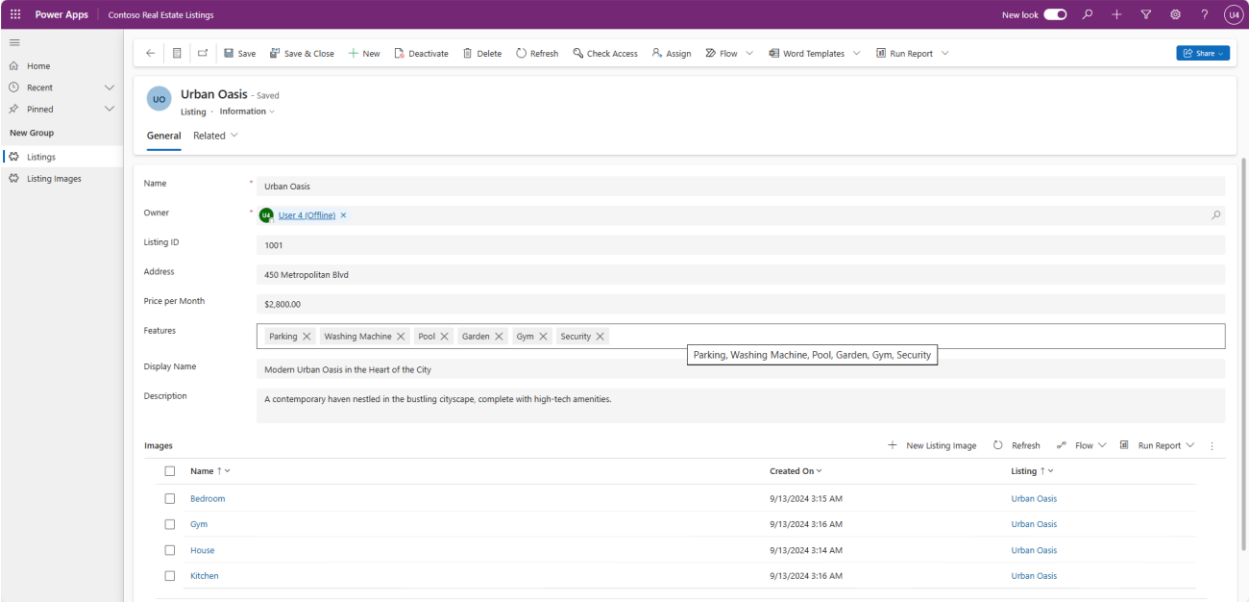 Power Apps Contoso Real Estate Listings New look U4
Save Save & Close New Deactivate Delete Refresh Check Access Assign Flow Word Templates Run Report Share
Home
Recent
Pinned
New Group
Listings
Listing Images
UO Urban Oasis - Saved
Listing · Information
General Related
Name * Urban Oasis
Owner * U4 User 4 (Offline)
Listing ID 1001
Address 450 Metropolitan Blvd
Price per Month $2,800.00
Features Parking Washing Machine Pool Garden Gym Security
Parking, Washing Machine, Pool, Garden, Gym, Security
Display Name Modern Urban Oasis in the Heart of the City
Description A contemporary haven nestled in the bustling cityscape, complete with high-tech amenities.
Images New Listing Image Refresh Flow Run Report
Name ↑ Created On Listing ↑
Bedroom 9/13/2024 3:15 AM Urban Oasis
Gym 9/13/2024 3:16 AM Urban Oasis
House 9/13/2024 3:14 AM Urban Oasis
Kitchen 9/13/2024 3:16 AM Urban Oasis